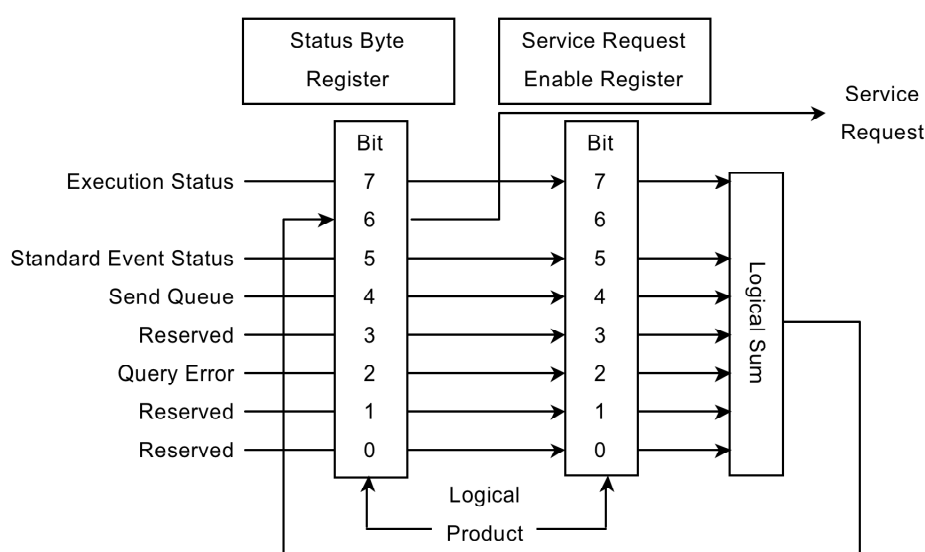 Status Byte
Register
Service Request
Enable Register
Service
Request
Bit
Bit
Execution Status
7
7
6
6
Standard Event Status
5
5
Send Queue
4
4
Reserved
3
3
Query Error
2
2
Reserved
1
1
Reserved
0
0
Logical Sum
Logical
Product